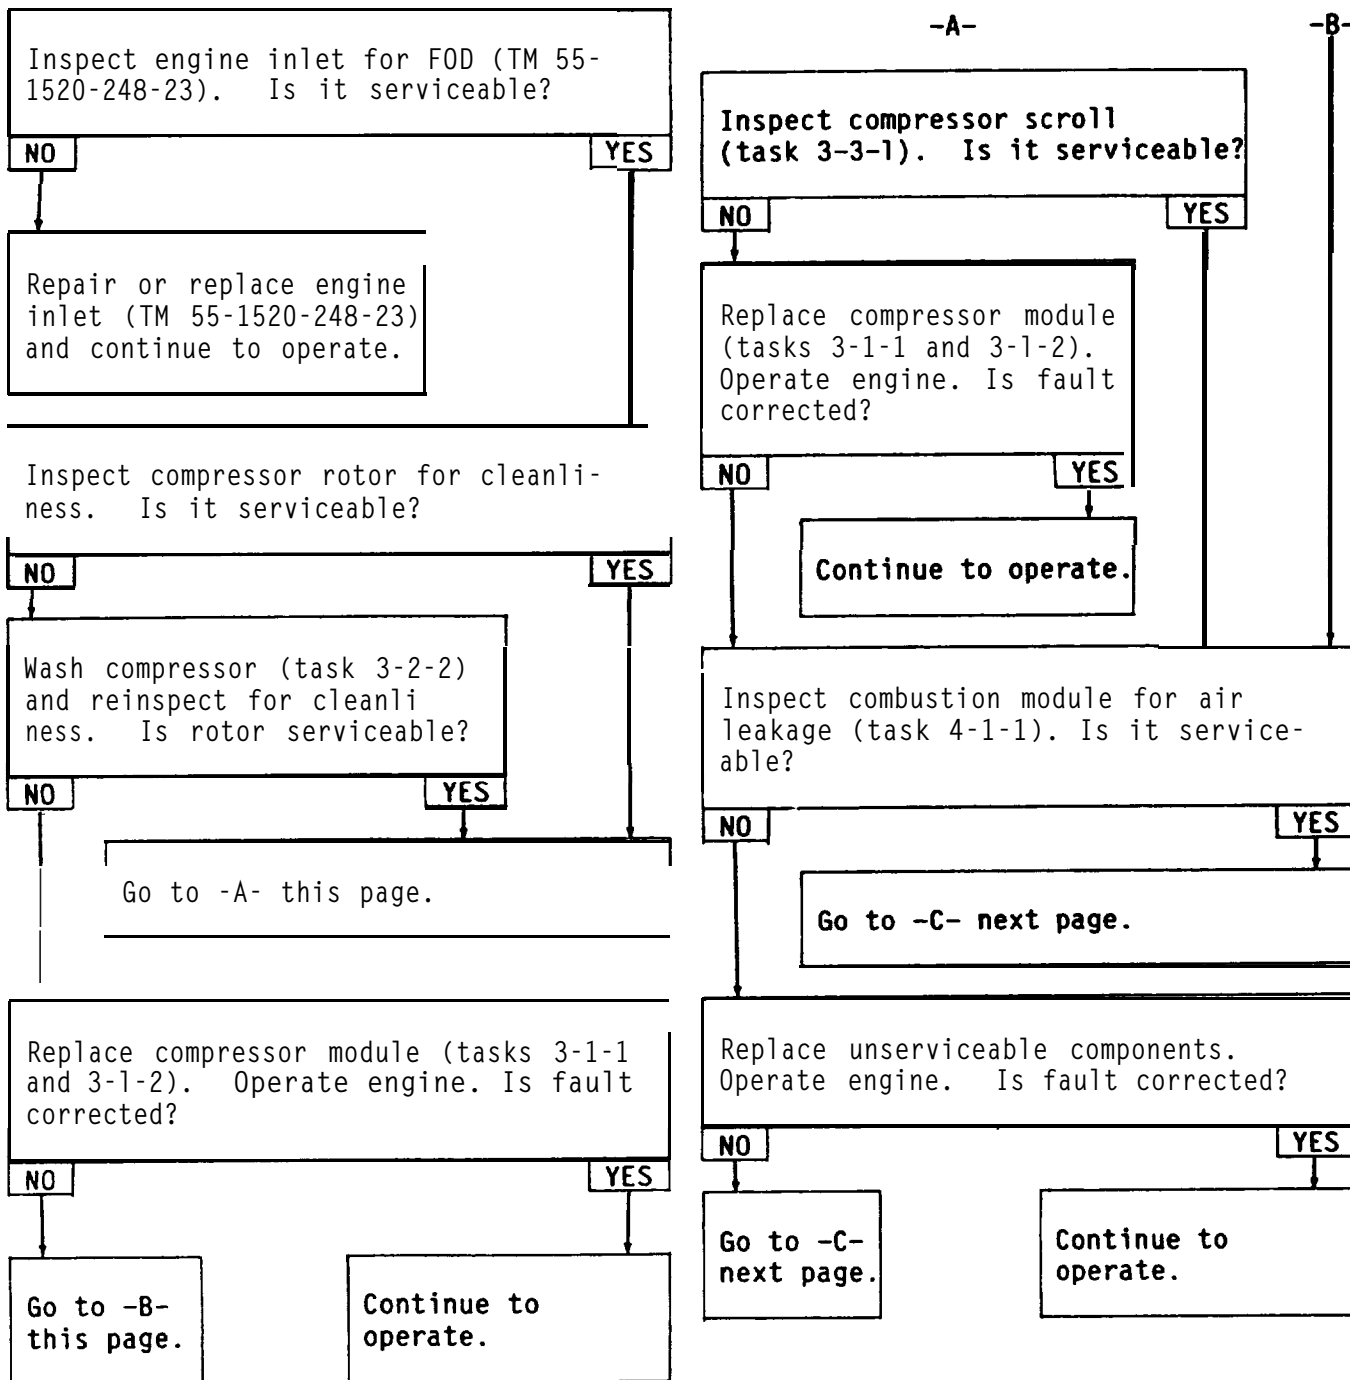 Inspect engine inlet for FOD (TM 55-
1520-248-23). Is it serviceable?
NO
YES
Repair or replace engine
inlet (TM 55-1520-248-23)
and continue to operate.
Inspect compressor rotor for cleanli-
ness. Is it serviceable?
NO
YES
Wash compressor (task 3-2-2)
and reinspect for cleanli
ness. Is rotor serviceable?
NO
YES
Go to -A- this page.
Replace compressor module (tasks 3-1-1
and 3-1-2). Operate engine. Is fault
corrected?
NO
YES
Go to -B-
this page.
Continue to
operate.
-A-
-B-
Inspect compressor scroll
(task 3-3-1). Is it serviceable?
NO
YES
Replace compressor module
(tasks 3-1-1 and 3-1-2).
Operate engine. Is fault
corrected?
NO
YES
Continue to operate.
Inspect combustion module for air
leakage (task 4-1-1). Is it service-
able?
NO
YES
Go to -C- next page.
Replace unserviceable components.
Operate engine. Is fault corrected?
NO
YES
Go to -C-
next page.
Continue to
operate.